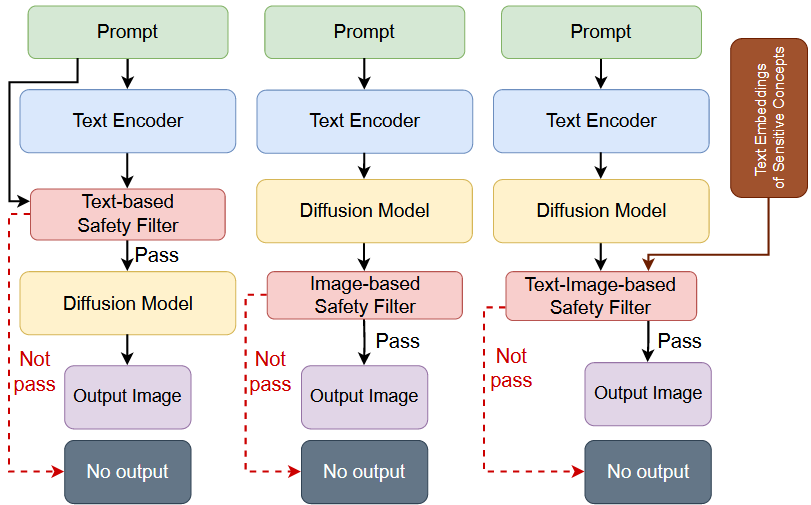 Prompt
Text Encoder
Text-based
Safety Filter
Pass
Diffusion Model
Not
pass
Output Image
No output
Prompt
Text Encoder
Diffusion Model
Image-based
Safety Filter
Pass
Not
pass
Output Image
No output
Prompt
Text Encoder
Diffusion Model
Text-Image-based
Safety Filter
Pass
Not
pass
Output Image
No output
Text Embeddings
of Sensitive Concepts